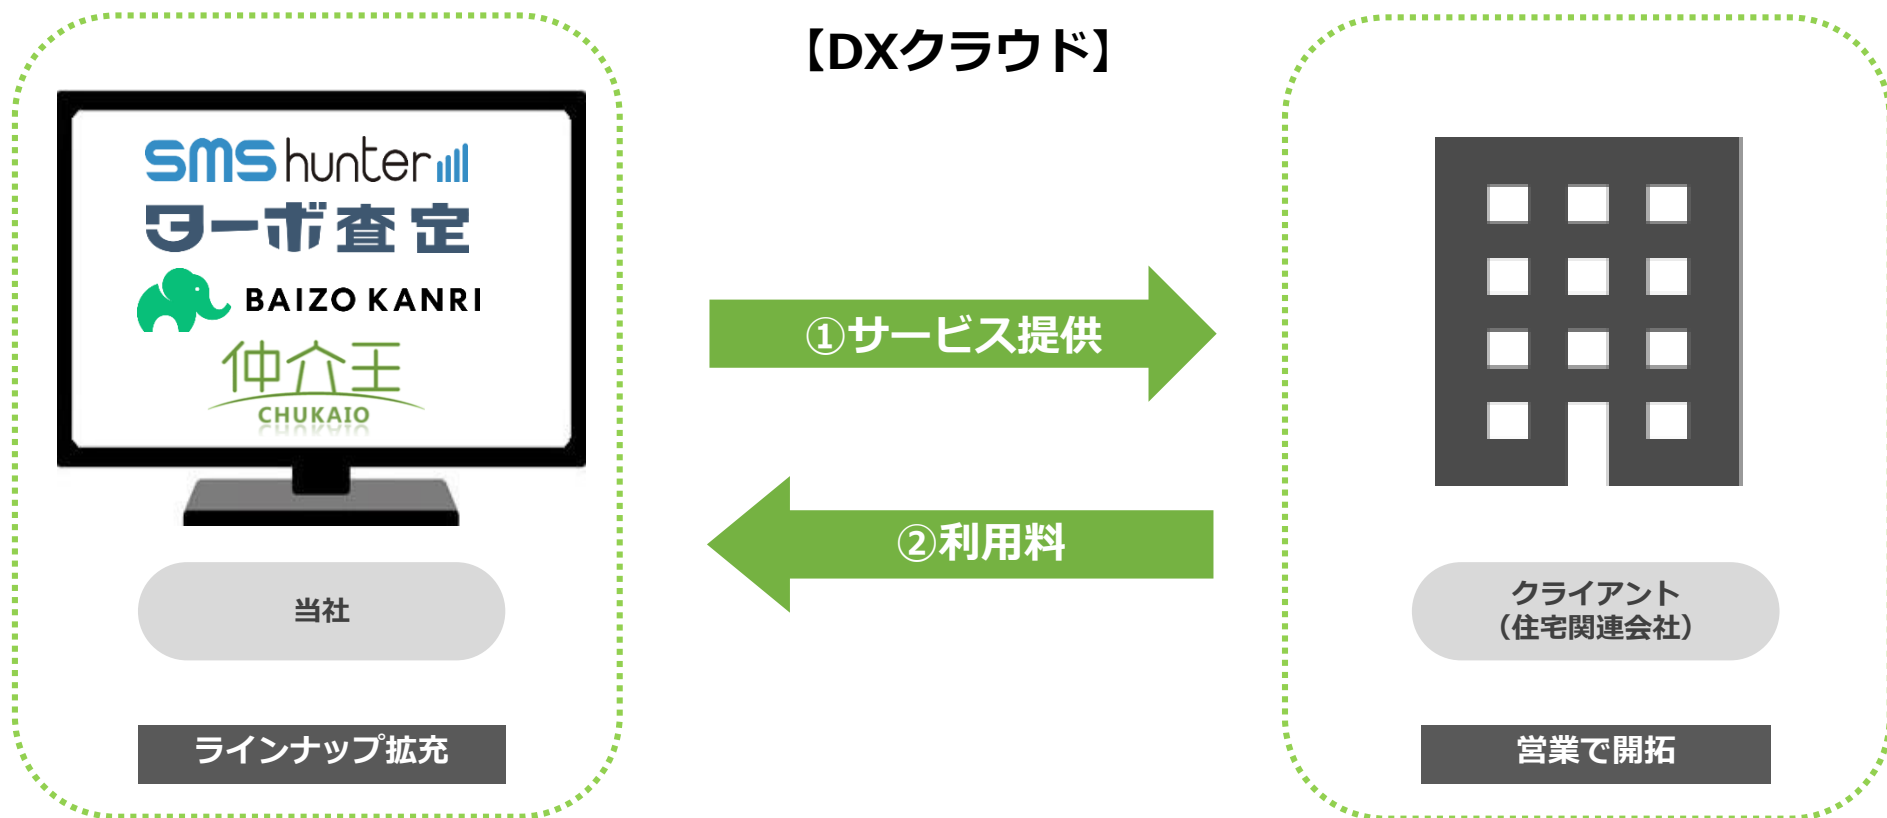 【DXクラウド】
SMS hunter
ターボ査定
BAIZO KANRI
仲介王
CHUKAIO
①サービス提供
②利用料
当社
クライアント
（住宅関連会社）
ラインナップ拡充
営業で開拓